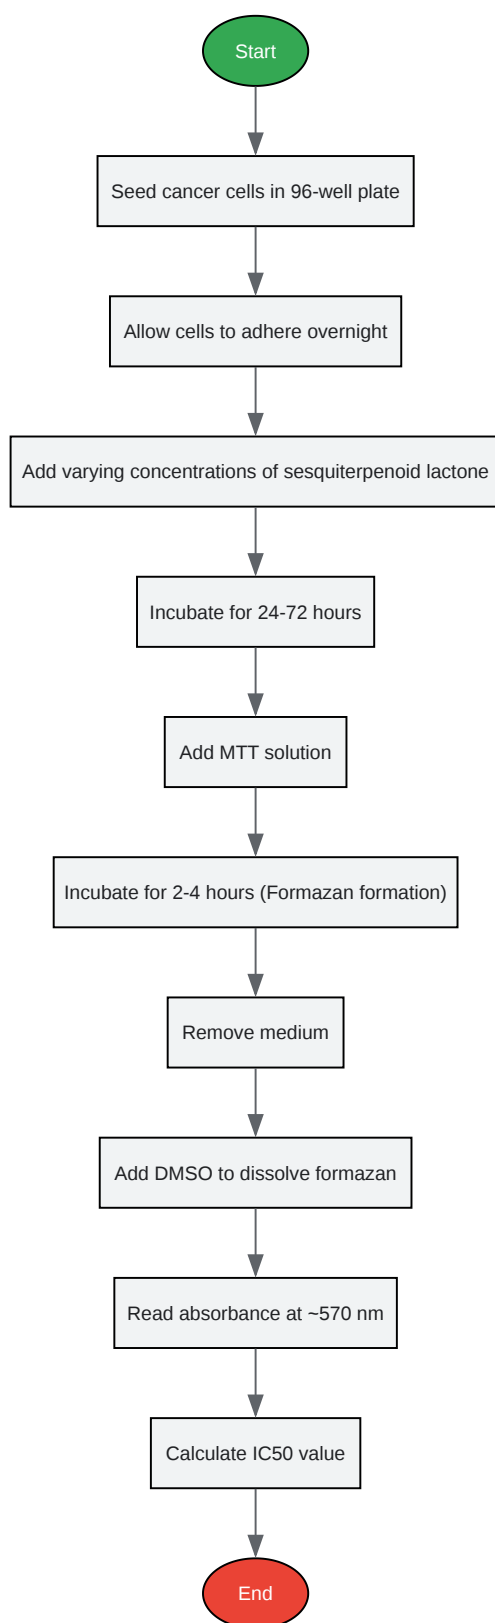 Start
Seed cancer cells in 96-well plate
Allow cells to adhere overnight
Add varying concentrations of sesquiterpenoid lactone
Incubate for 24-72 hours
Add MTT solution
Incubate for 2-4 hours (Formazan formation)
Remove medium
Add DMSO to dissolve formazan
Read absorbance at ~570 nm
Calculate IC50 value
End